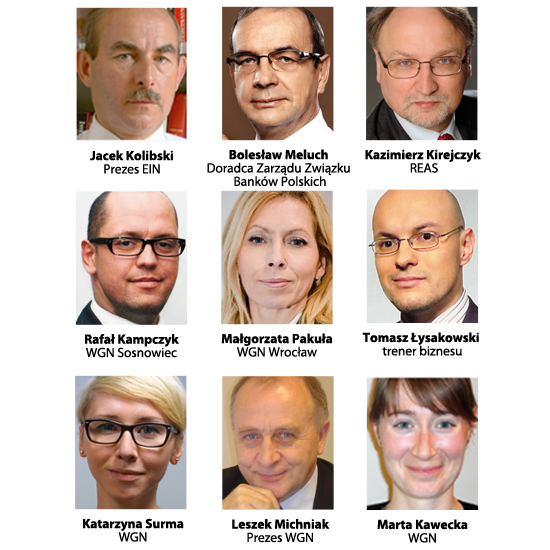 Jacek Kolibski
Prezes EIN
Bolesław Meluch
Doradca Zarządu Związku
Banków Polskich
Kazimierz Kirejczyk
REAS
Rafał Kampczyk
WGN Sosnowiec
Małgorzata Pakuła
WGN Wrocław
Tomasz Łysakowski
trener biznesu
Katarzyna Surma
WGN
Leszek Michniak
Prezes WGN
Marta Kawecka
WGN